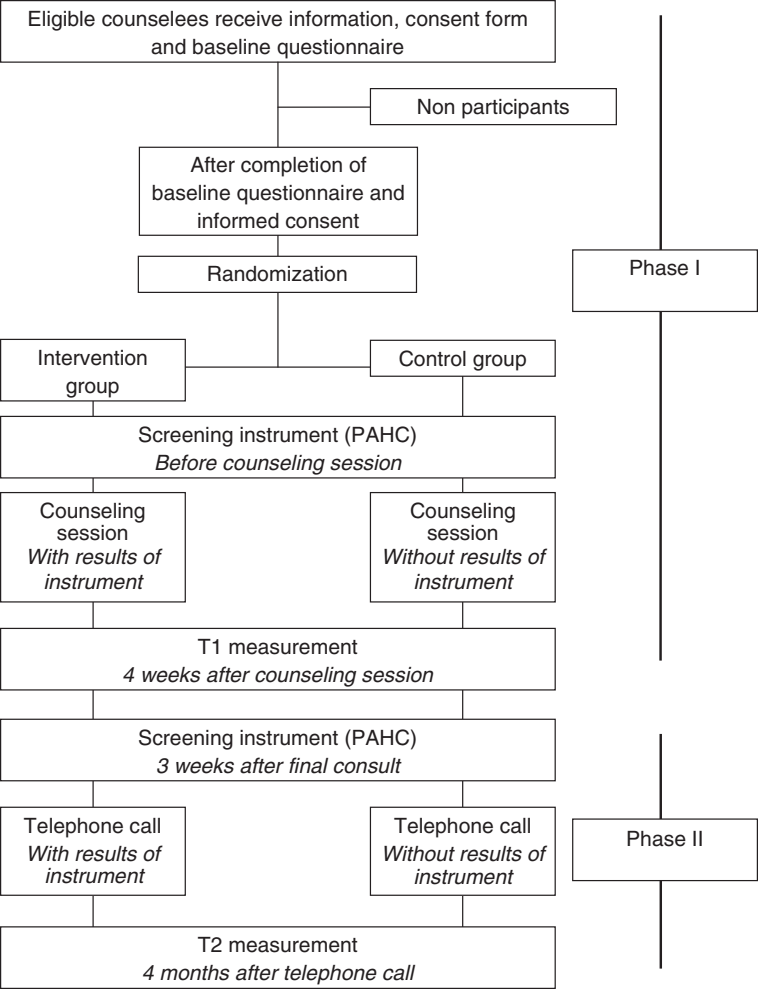 Eligible counselees receive information, consent form
and baseline questionnaire
Non participants
After completion of
baseline questionnaire and
informed consent
Randomization
Phase I
Intervention
group
Control group
Screening instrument (PAHC)
Before counseling session
Counseling
session
With results of
instrument
Counseling
session
Without results of
instrument
T1 measurement
4 weeks after counseling session
Screening instrument (PAHC)
3 weeks after final consult
Telephone call
With results of
instrument
Telephone call
Without results of
instrument
Phase II
T2 measurement
4 months after telephone call